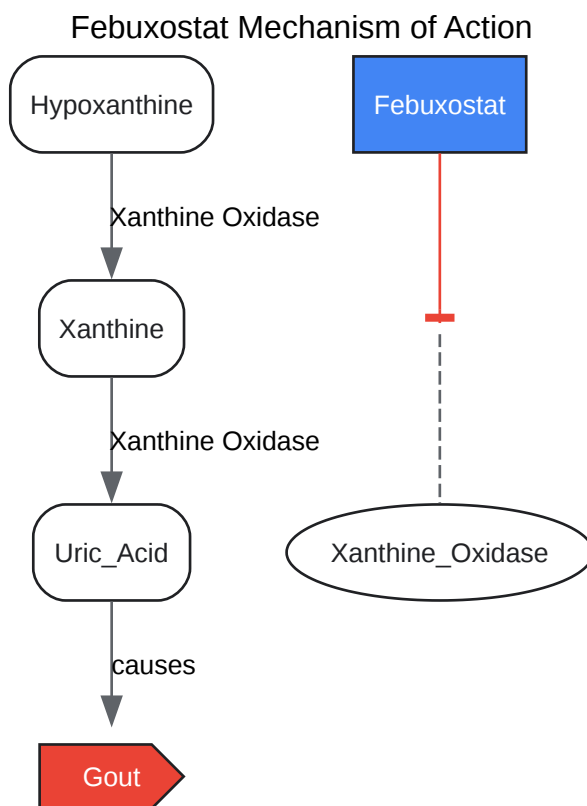 Febuxostat Mechanism of Action
Hypoxanthine
Febuxostat
Xanthine Oxidase
Xanthine
Xanthine Oxidase
Uric_Acid
Xanthine_Oxidase
causes
Gout